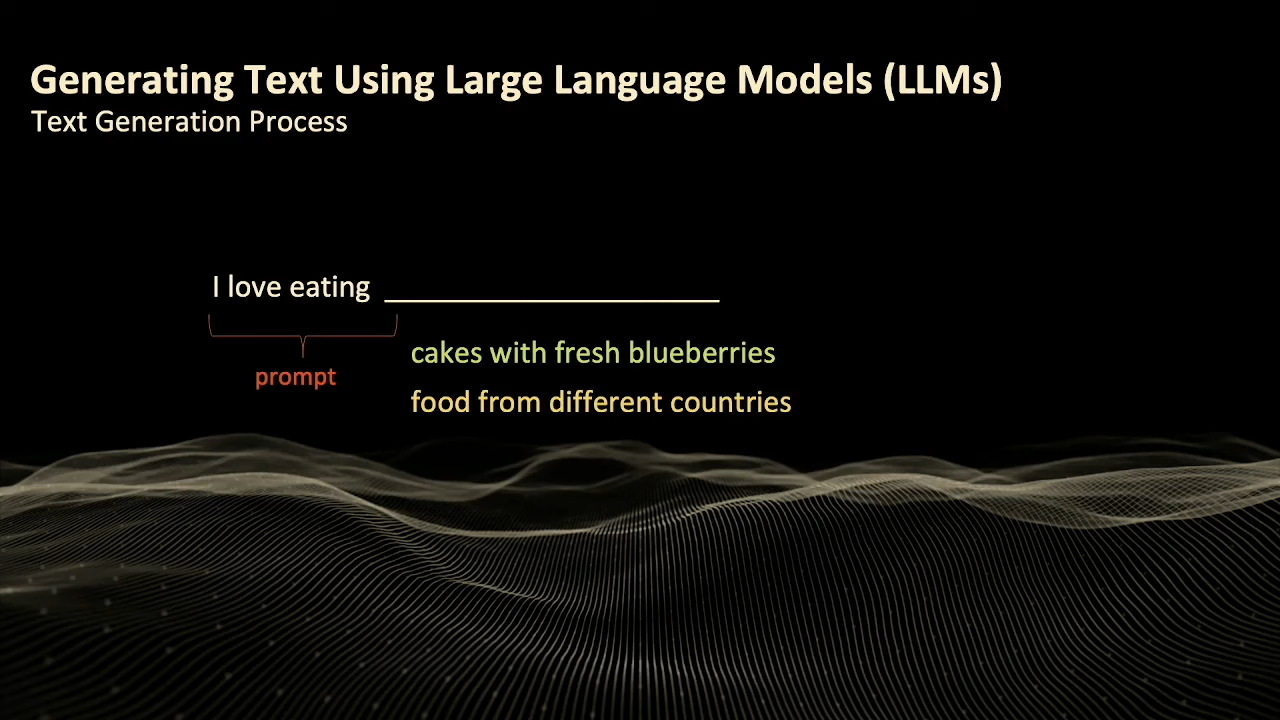 Generating Text Using Large Language Models (LLMs)
Text Generation Process
I love eating ____________________
prompt
cakes with fresh blueberries
food from different countries